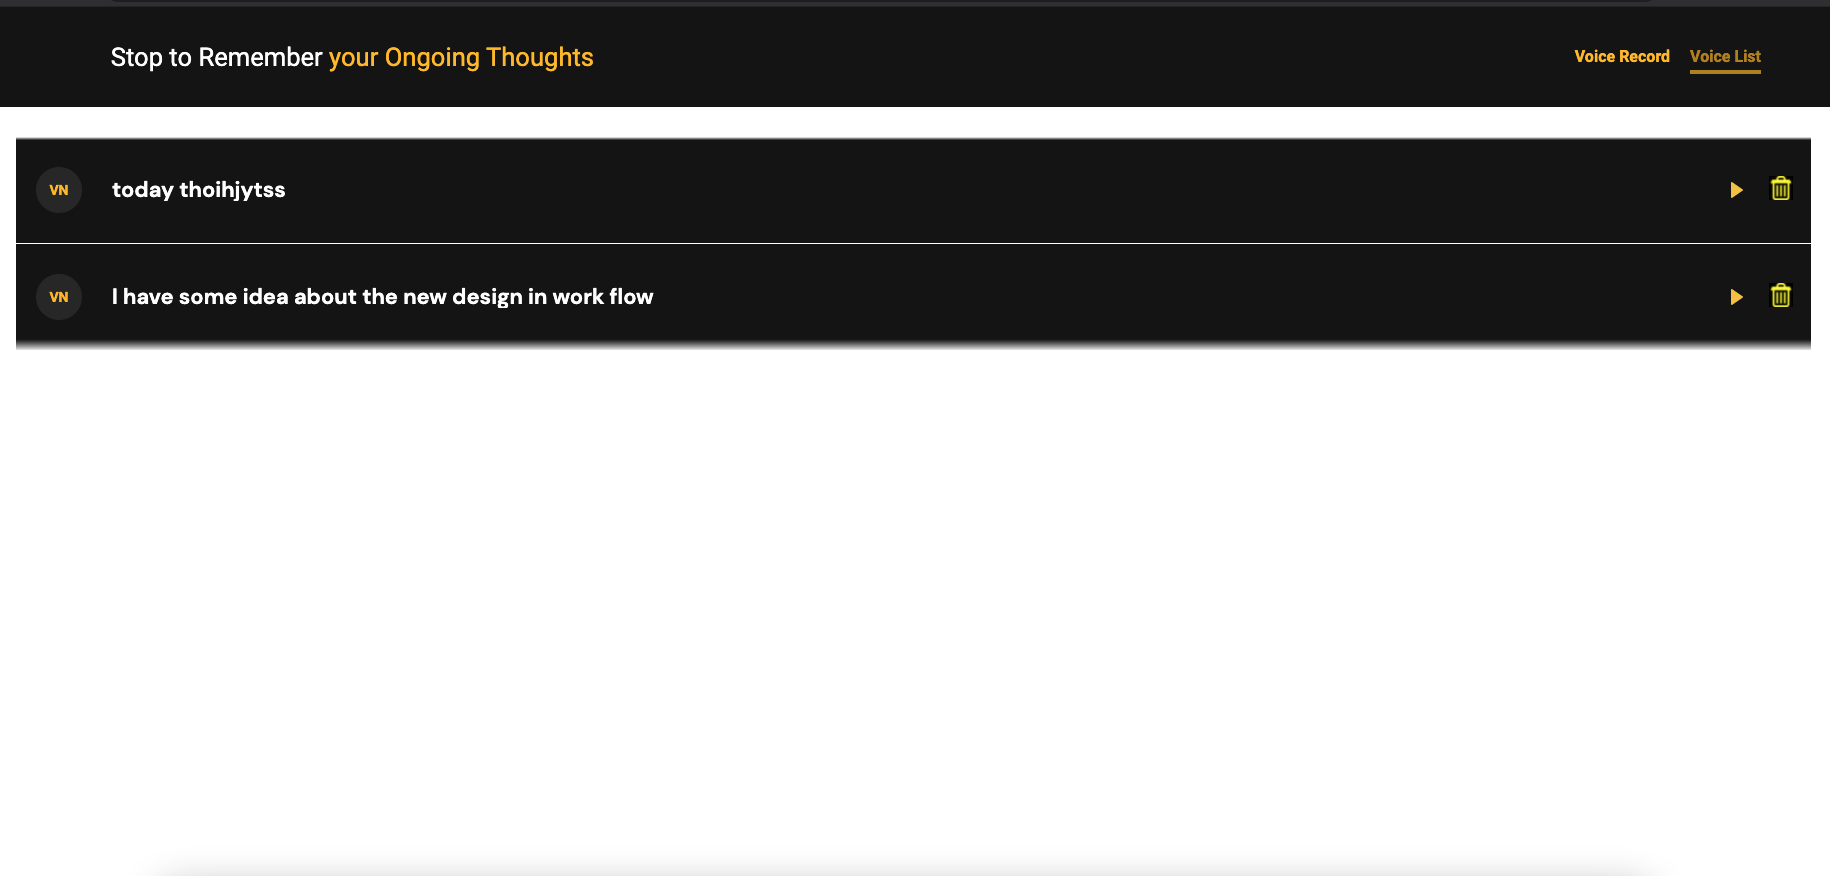 Stop to Remember your Ongoing Thoughts
Voice Record Voice List
VN today thoihjytss
VN I have some idea about the new design in work flow